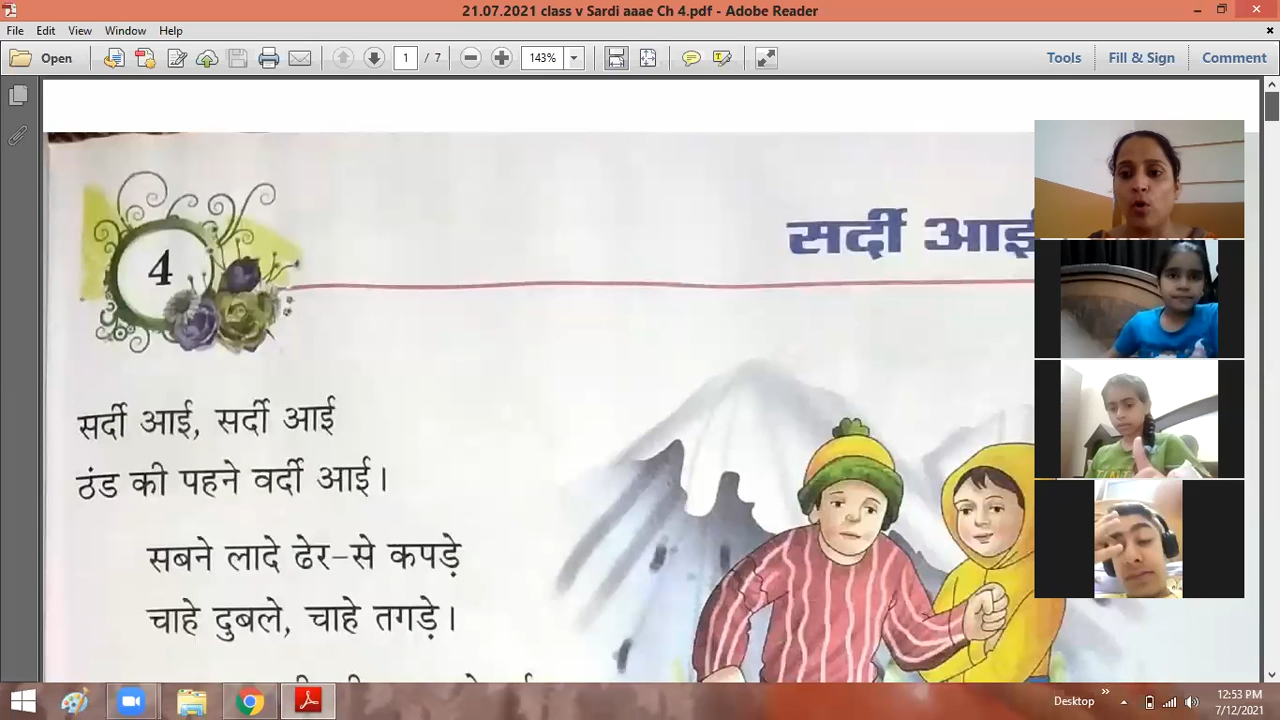 21.07.2021 class v Sardi aaae Ch 4.pdf - Adobe Reader
File Edit View Window Help
Open 1 / 7 143% Tools Fill & Sign Comment
4
सर्दी आई
सर्दी आई, सर्दी आई
ठंड की पहने वर्दी आई।
सबने लादे ढेर-से कपड़े
चाहे दुबले, चाहे तगड़े।
Desktop
12:53 PM
7/12/2021